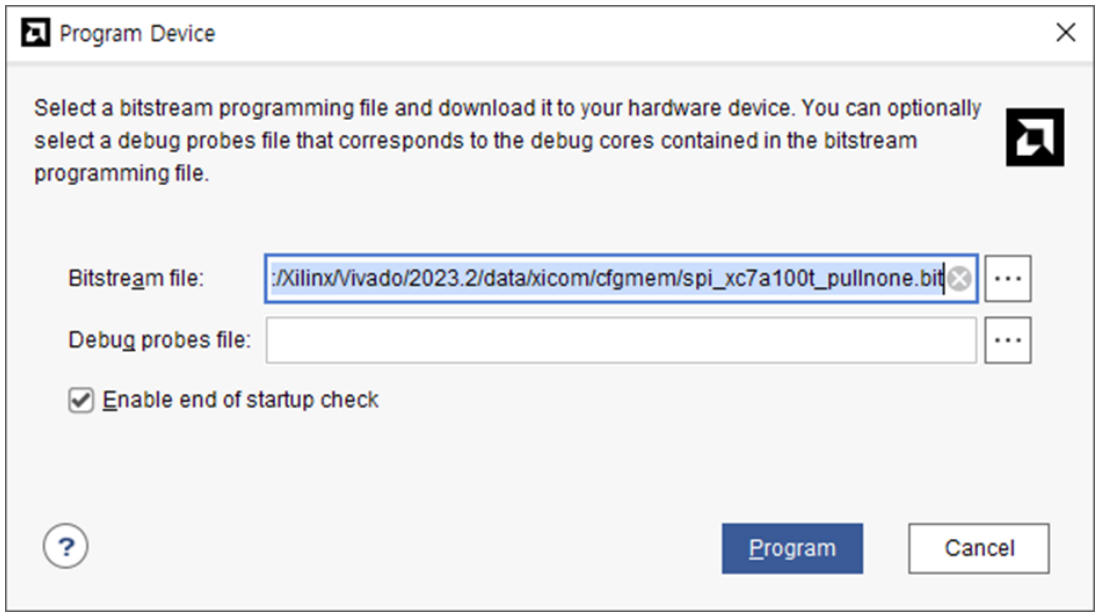 Program Device
Select a bitstream programming file and download it to your hardware device. You can optionally
select a debug probes file that corresponds to the debug cores contained in the bitstream
programming file.
Bitstream file: :/Xilinx/Vivado/2023.2/data/xicom/cfgmem/spi_xc7a100t_pullnone.bit ...
Debug probes file: ...
Enable end of startup check
? Program Cancel